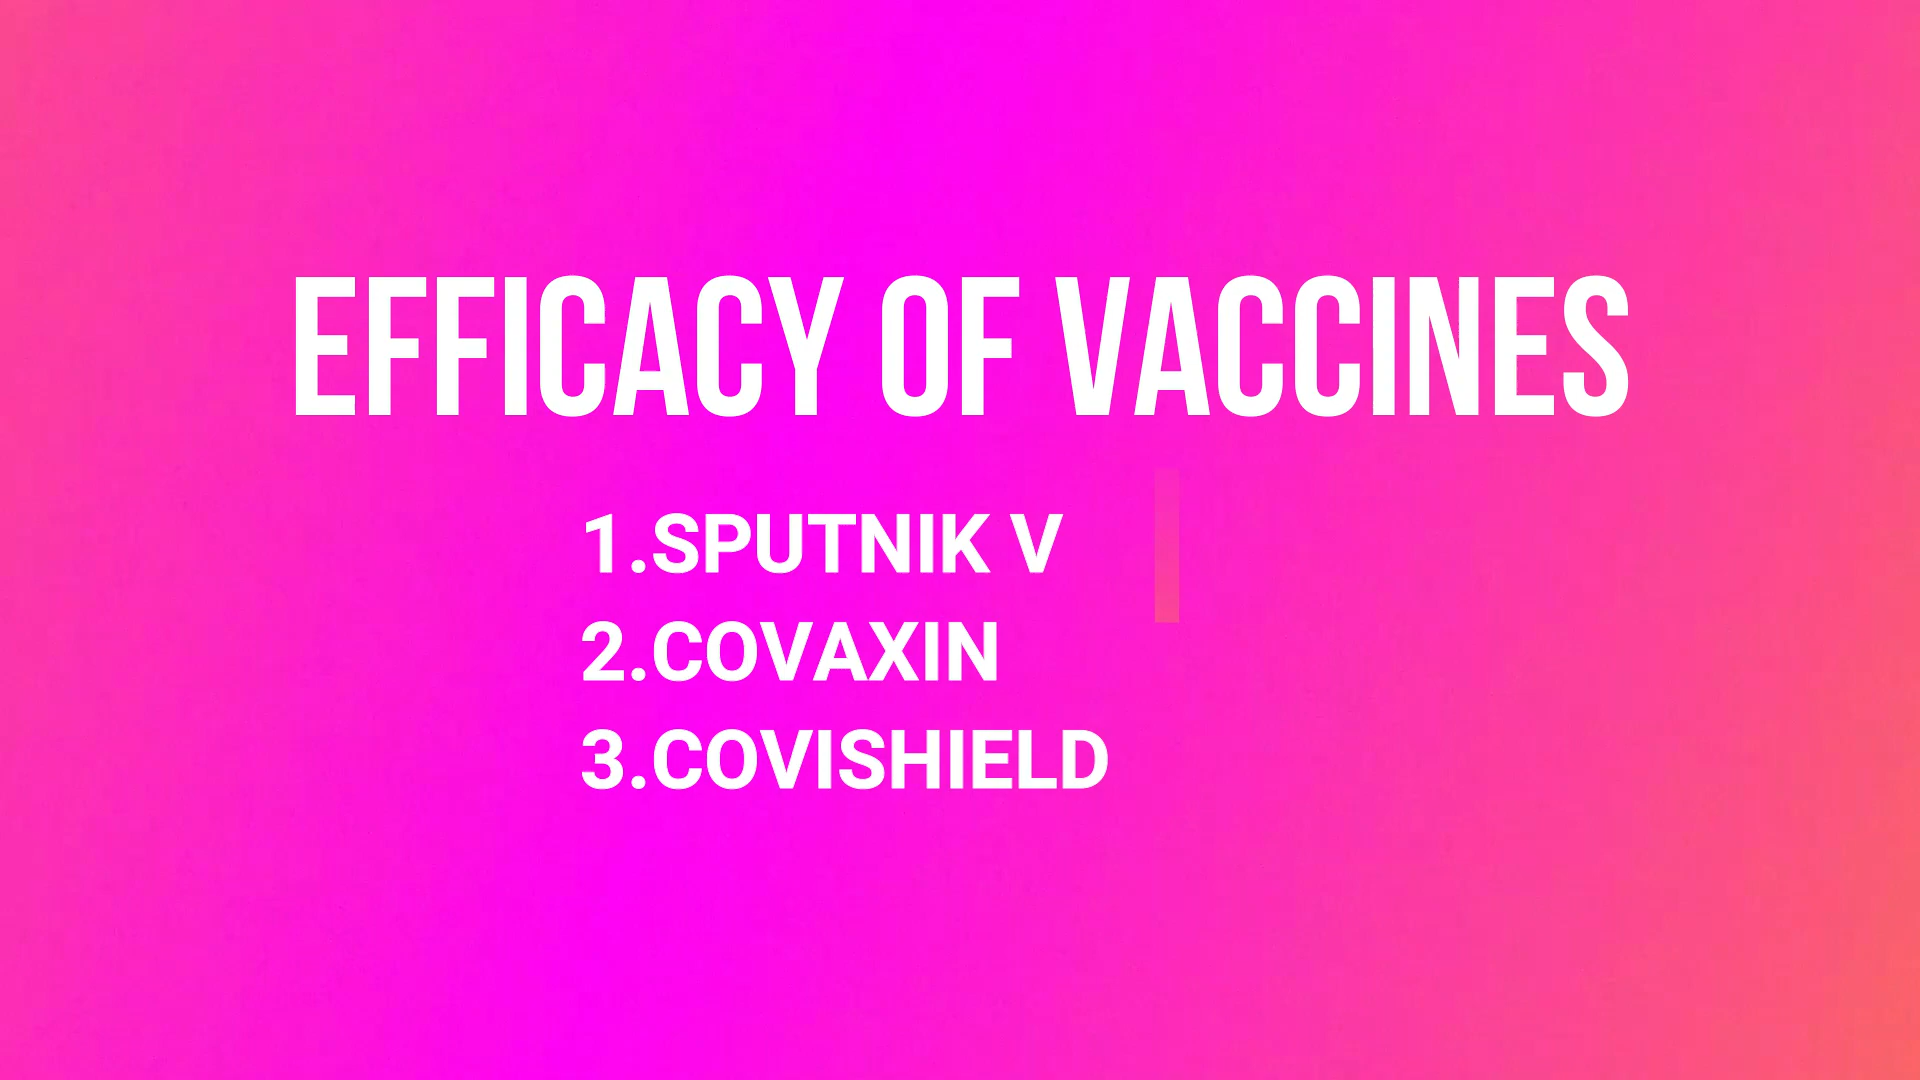 EFFICACY OF VACCINES
1.SPUTNIK V
2.COVAXIN
3.COVISHIELD